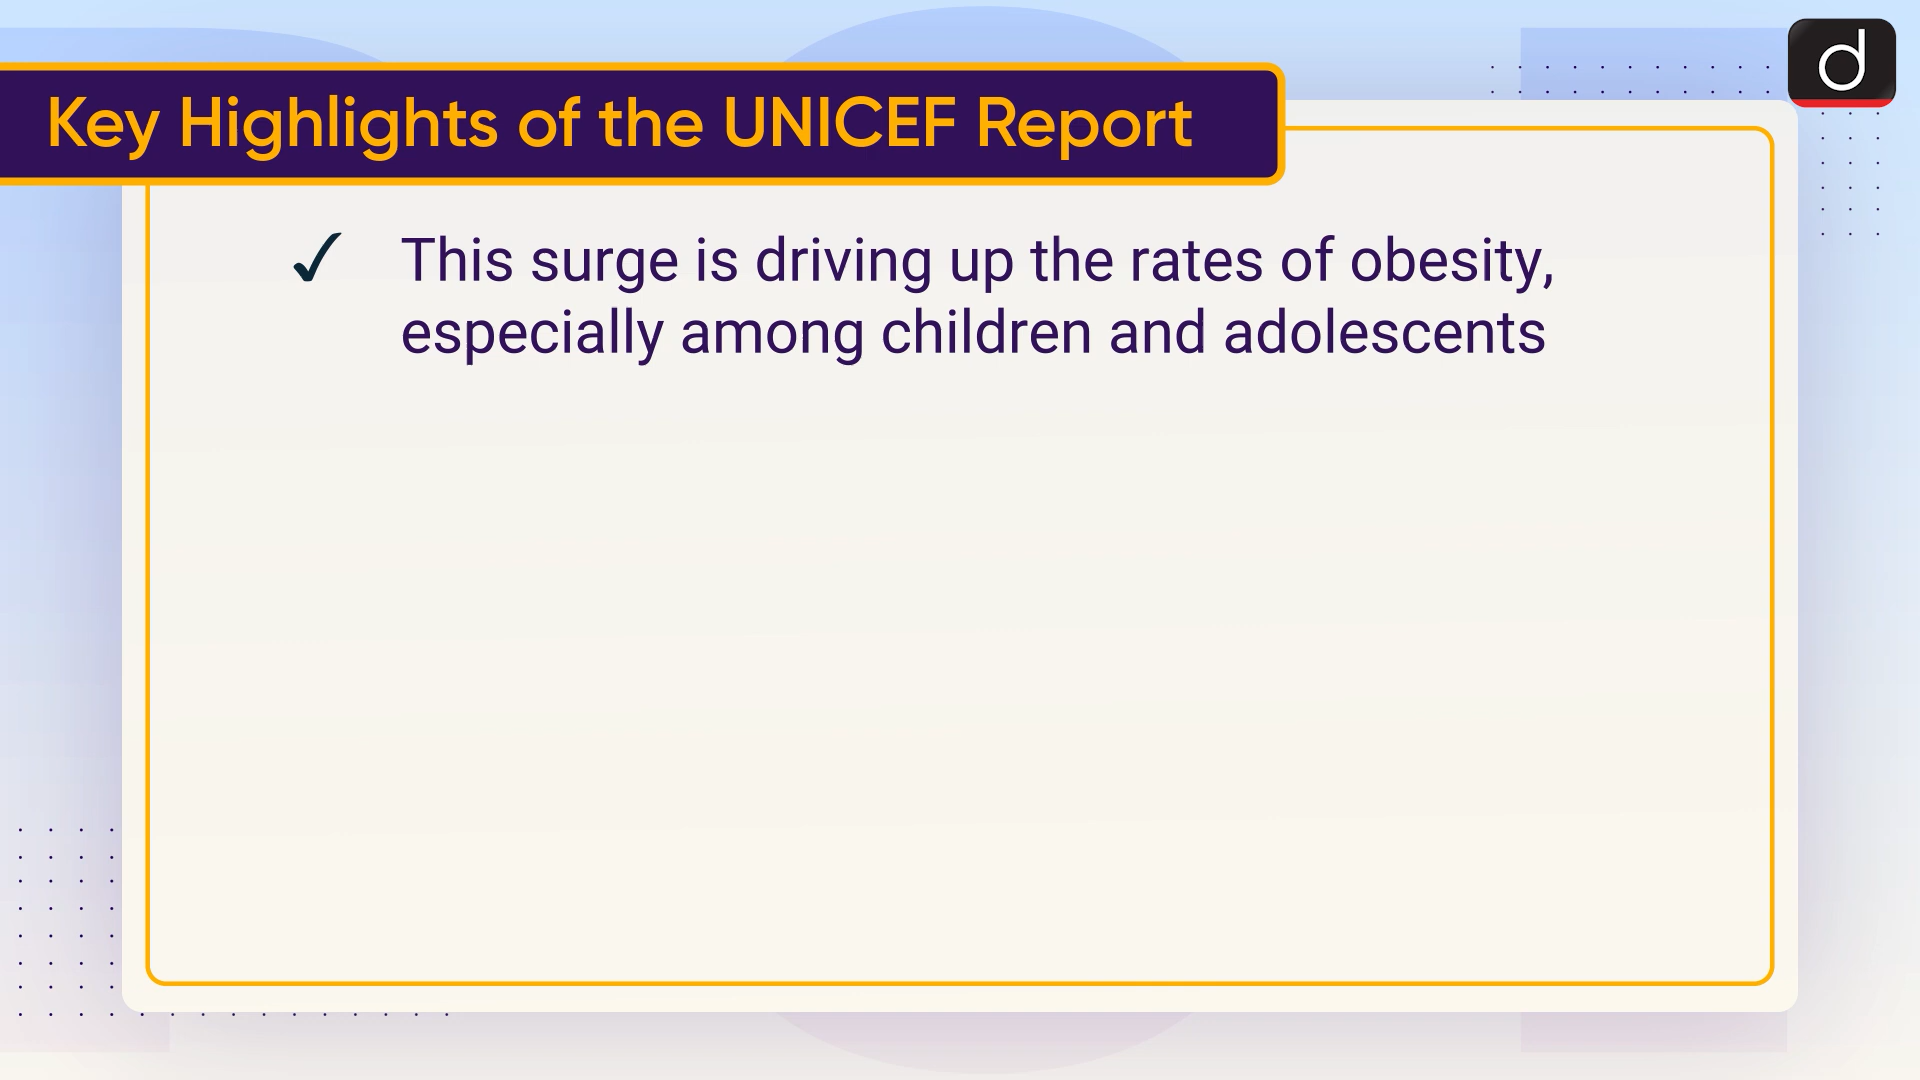 Key Highlights of the UNICEF Report
d
✓ This surge is driving up the rates of obesity,
especially among children and adolescents